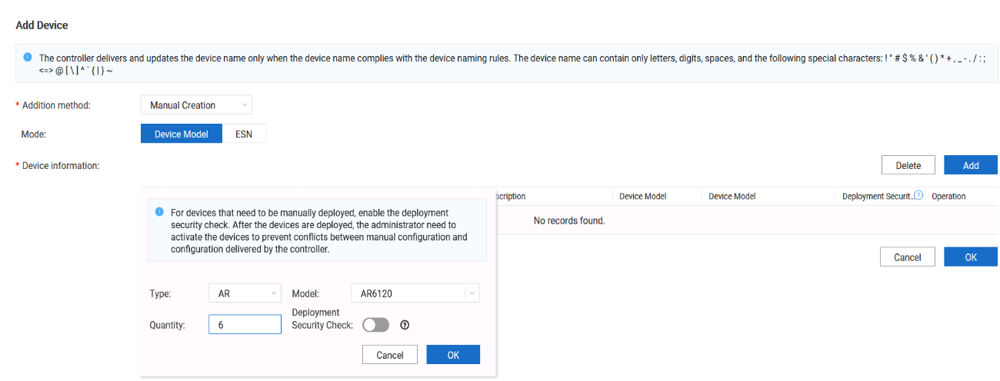 Add Device
The controller delivers and updates the device name only when the device name complies with the device naming rules. The device name can contain only letters, digits, spaces, and the following special characters: ! " # $ % & ' ( ) * + , _ - . / : ;
<=> @ [ \ ] ^ ` { | } ~
* Addition method: Manual Creation
Mode: Device Model ESN
* Device information: Delete Add
scription Device Model Device Model Deployment Securit... ? Operation
No records found.
Cancel OK
For devices that need to be manually deployed, enable the deployment
security check. After the devices are deployed, the administrator need to
activate the devices to prevent conflicts between manual configuration and
configuration delivered by the controller.
Type: AR Model: AR6120
Quantity: 6 Deployment
Security Check: ?
Cancel OK